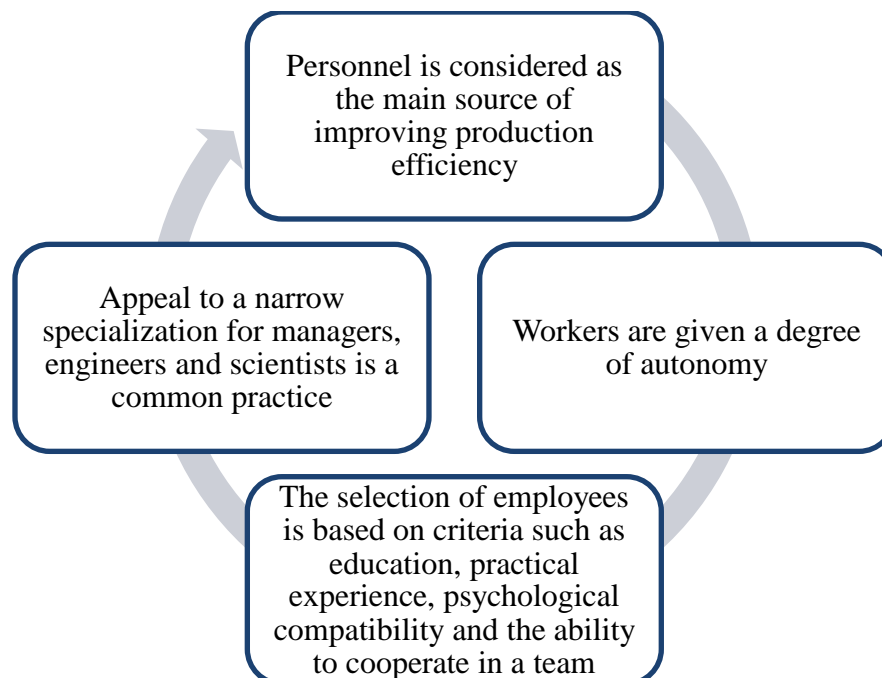 Personnel is considered as
the main source of
improving production
efficiency
Workers are given a degree
of autonomy
The selection of employees
is based on criteria such as
education, practical
experience, psychological
compatibility and the ability
to cooperate in a team
Appeal to a narrow
specialization for managers,
engineers and scientists is a
common practice